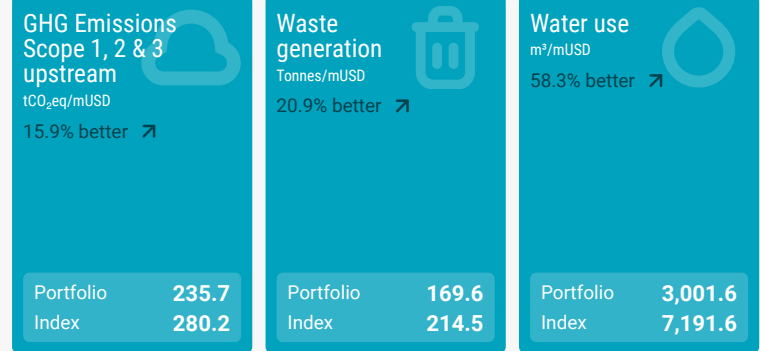 GHG Emissions
Scope 1, 2 & 3
upstream
tCO₂eq/mUSD
15.9% better
Portfolio 235.7
Index 280.2
Waste
generation
Tonnes/mUSD
20.9% better
Portfolio 169.6
Index 214.5
Water use
m³/mUSD
58.3% better
Portfolio 3,001.6
Index 7,191.6